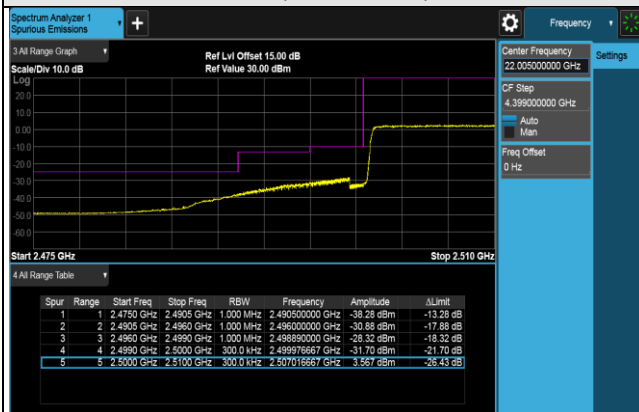 Spectrum Analyzer 1
Spurious Emissions
Frequency
3 All Range Graph
Scale/Div 10.0 dB
Ref Lvl Offset 15.00 dB
Ref Value 30.00 dBm
Log
20.0
10.0
0.00
-10.0
-20.0
-30.0
-40.0
-50.0
-60.0
Start 2.475 GHz
Stop 2.510 GHz
4 All Range Table
Spur Range Start Freq Stop Freq RBW Frequency Amplitude ΔLimit
1 1 2.4750 GHz 2.4905 GHz 1.000 MHz 2.490500000 GHz -38.28 dBm -13.28 dB
2 2 2.4905 GHz 2.4960 GHz 1.000 MHz 2.496000000 GHz -30.88 dBm -17.88 dB
3 3 2.4960 GHz 2.4990 GHz 1.000 MHz 2.498890000 GHz -28.32 dBm -18.32 dB
4 4 2.4990 GHz 2.5000 GHz 300.0 kHz 2.499976667 GHz -31.70 dBm -21.70 dB
5 5 2.5000 GHz 2.5100 GHz 300.0 kHz 2.507016667 GHz 3.567 dBm -26.43 dB
Center Frequency
22.005000000 GHz
Settings
CF Step
4.399000000 GHz
Auto
Man
Freq Offset
0 Hz